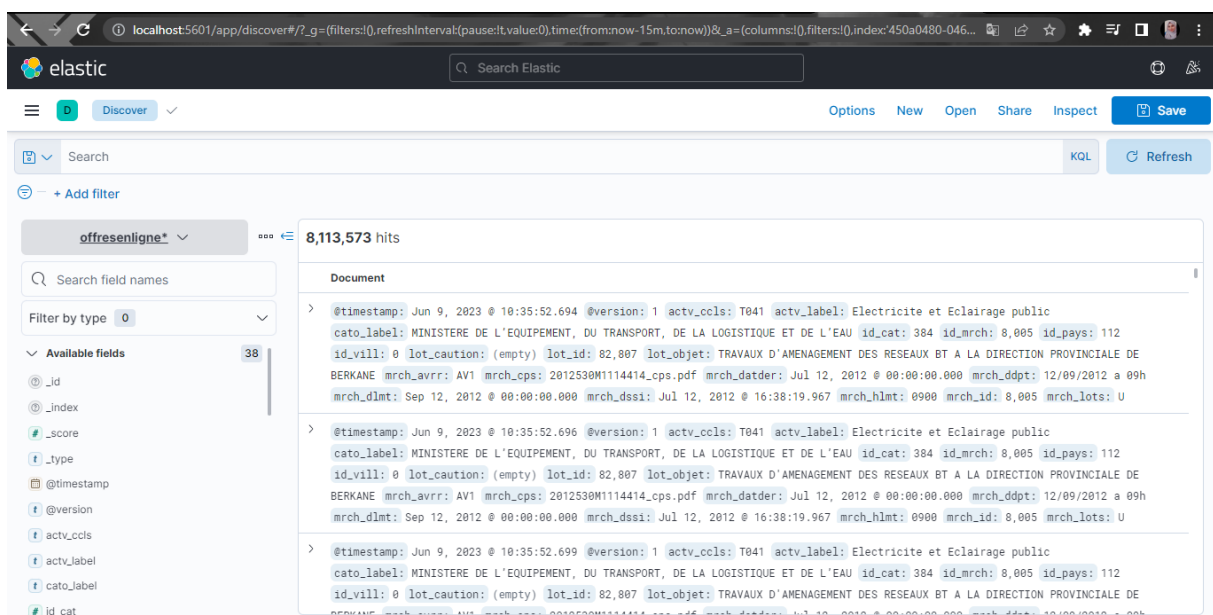 localhost:5601/app/discover#/?_g=(filters:!(),refreshInterval:(pause:!t,value:0),time:(from:now-15m,to:now))&_a=(columns:!(),filters:!(),index:'450a0480-046...
elastic
Search Elastic
D Discover
Options New Open Share Inspect Save
Search KQL Refresh
+ Add filter
offresenligne*
8,113,573 hits
Search field names
Document
Filter by type 0
Available fields 38
_id
_index
# _score
t _type
@timestamp
t @version
t actv_ccls
t actv_label
t cato_label
# id_cat
@timestamp: Jun 9, 2023 @ 10:35:52.694 @version: 1 actv_ccls: T041 actv_label: Electricite et Eclairage public
cato_label: MINISTERE DE L'EQUIPEMENT, DU TRANSPORT, DE LA LOGISTIQUE ET DE L'EAU id_cat: 384 id_mrch: 8,005 id_pays: 112
id_vill: 0 lot_caution: (empty) lot_id: 82,807 lot_objet: TRAVAUX D'AMENAGEMENT DES RESEAUX BT A LA DIRECTION PROVINCIALE DE
BERKANE mrch_avrr: AV1 mrch_cps: 2012530M1114414_cps.pdf mrch_datder: Jul 12, 2012 @ 00:00:00.000 mrch_ddpt: 12/09/2012 a 09h
mrch_dlmt: Sep 12, 2012 @ 00:00:00.000 mrch_dssi: Jul 12, 2012 @ 16:38:19.967 mrch_hlmt: 0900 mrch_id: 8,005 mrch_lots: U
@timestamp: Jun 9, 2023 @ 10:35:52.696 @version: 1 actv_ccls: T041 actv_label: Electricite et Eclairage public
cato_label: MINISTERE DE L'EQUIPEMENT, DU TRANSPORT, DE LA LOGISTIQUE ET DE L'EAU id_cat: 384 id_mrch: 8,005 id_pays: 112
id_vill: 0 lot_caution: (empty) lot_id: 82,807 lot_objet: TRAVAUX D'AMENAGEMENT DES RESEAUX BT A LA DIRECTION PROVINCIALE DE
BERKANE mrch_avrr: AV1 mrch_cps: 2012530M1114414_cps.pdf mrch_datder: Jul 12, 2012 @ 00:00:00.000 mrch_ddpt: 12/09/2012 a 09h
mrch_dlmt: Sep 12, 2012 @ 00:00:00.000 mrch_dssi: Jul 12, 2012 @ 16:38:19.967 mrch_hlmt: 0900 mrch_id: 8,005 mrch_lots: U
@timestamp: Jun 9, 2023 @ 10:35:52.699 @version: 1 actv_ccls: T041 actv_label: Electricite et Eclairage public
cato_label: MINISTERE DE L'EQUIPEMENT, DU TRANSPORT, DE LA LOGISTIQUE ET DE L'EAU id_cat: 384 id_mrch: 8,005 id_pays: 112
id_vill: 0 lot_caution: (empty) lot_id: 82,807 lot_objet: TRAVAUX D'AMENAGEMENT DES RESEAUX BT A LA DIRECTION PROVINCIALE DE